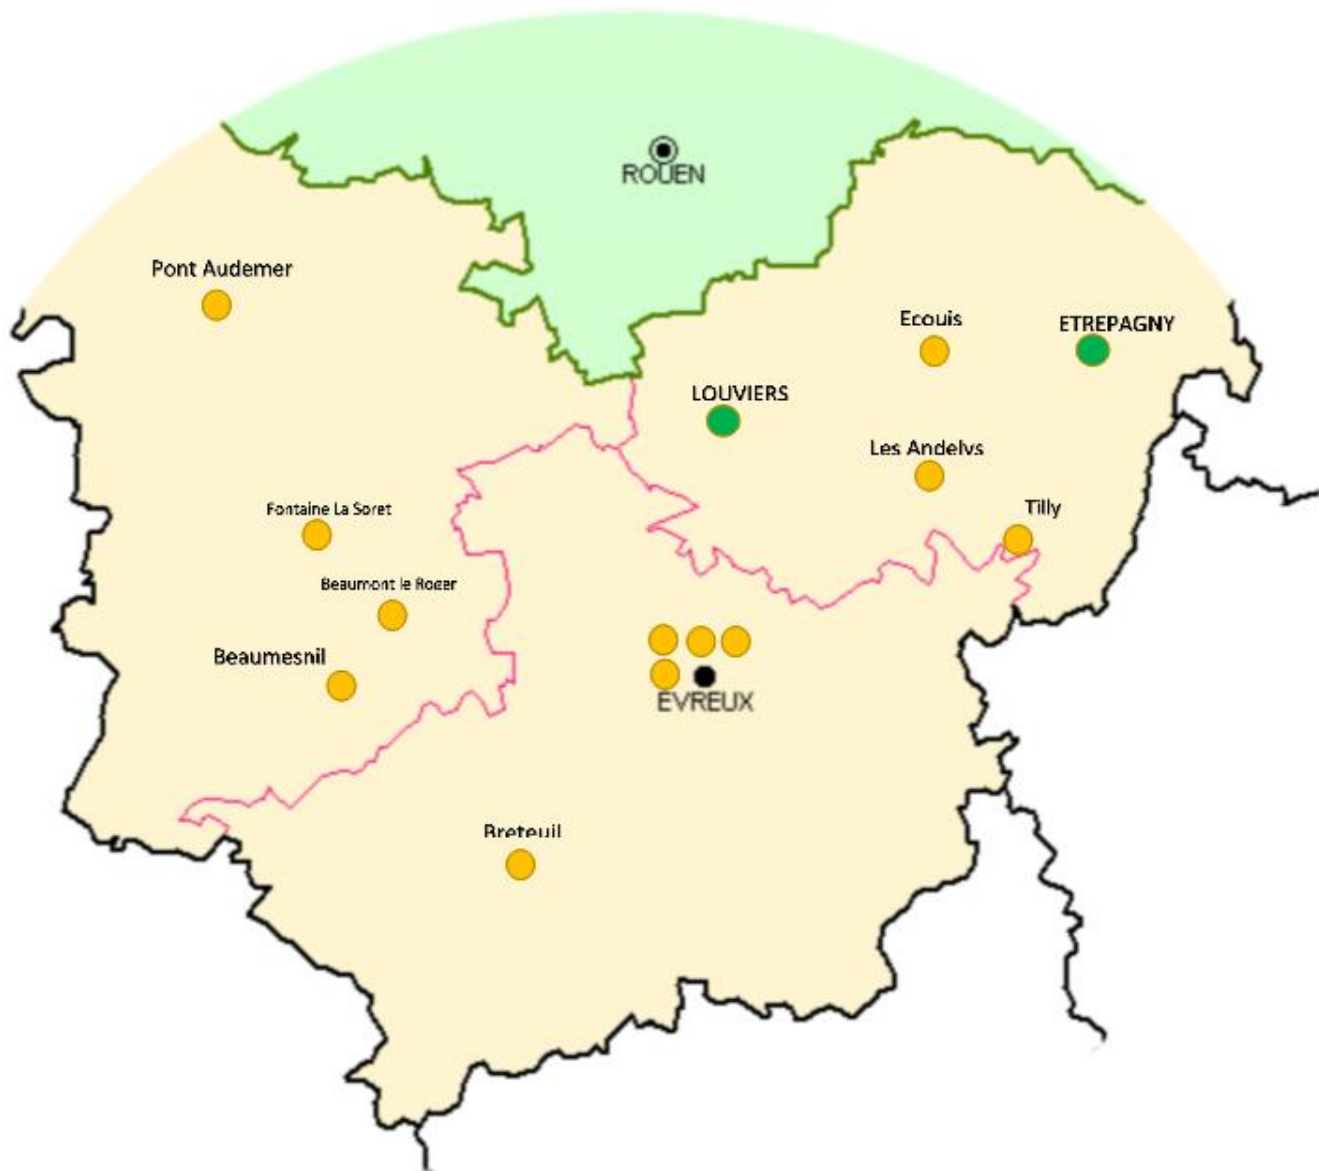 ROUEN
Pont Audemer
Ecouis
ETREPAGNY
LOUVIERS
Les Andelys
Tilly
Fontaine La Soret
Beaumont le Roger
Beaumesnil
EVREUX
Breteuil